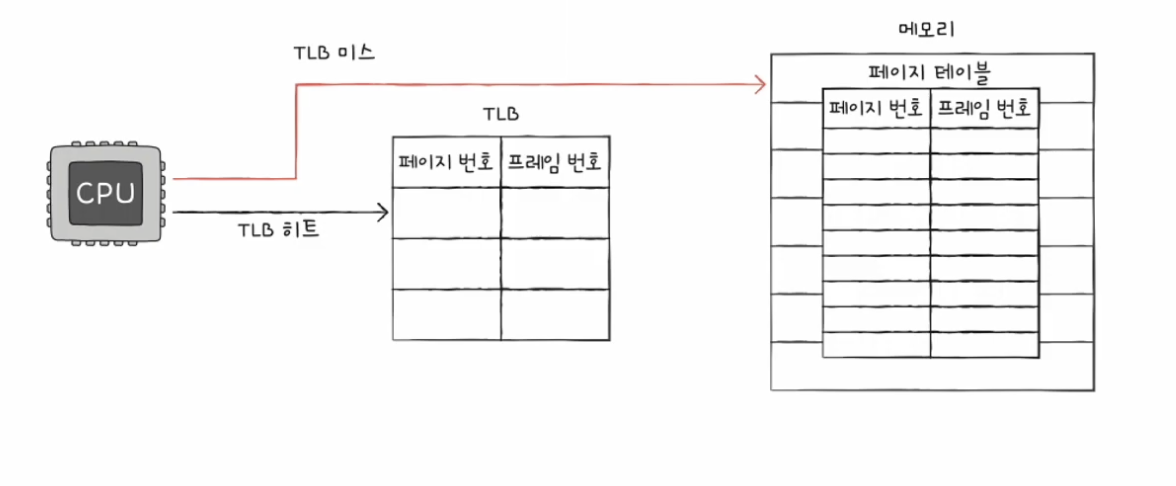 메모리
TLB 미스
페이지 테이블
TLB
페이지 번호 프레임 번호
페이지 번호 프레임 번호
CPU
TLB 히트